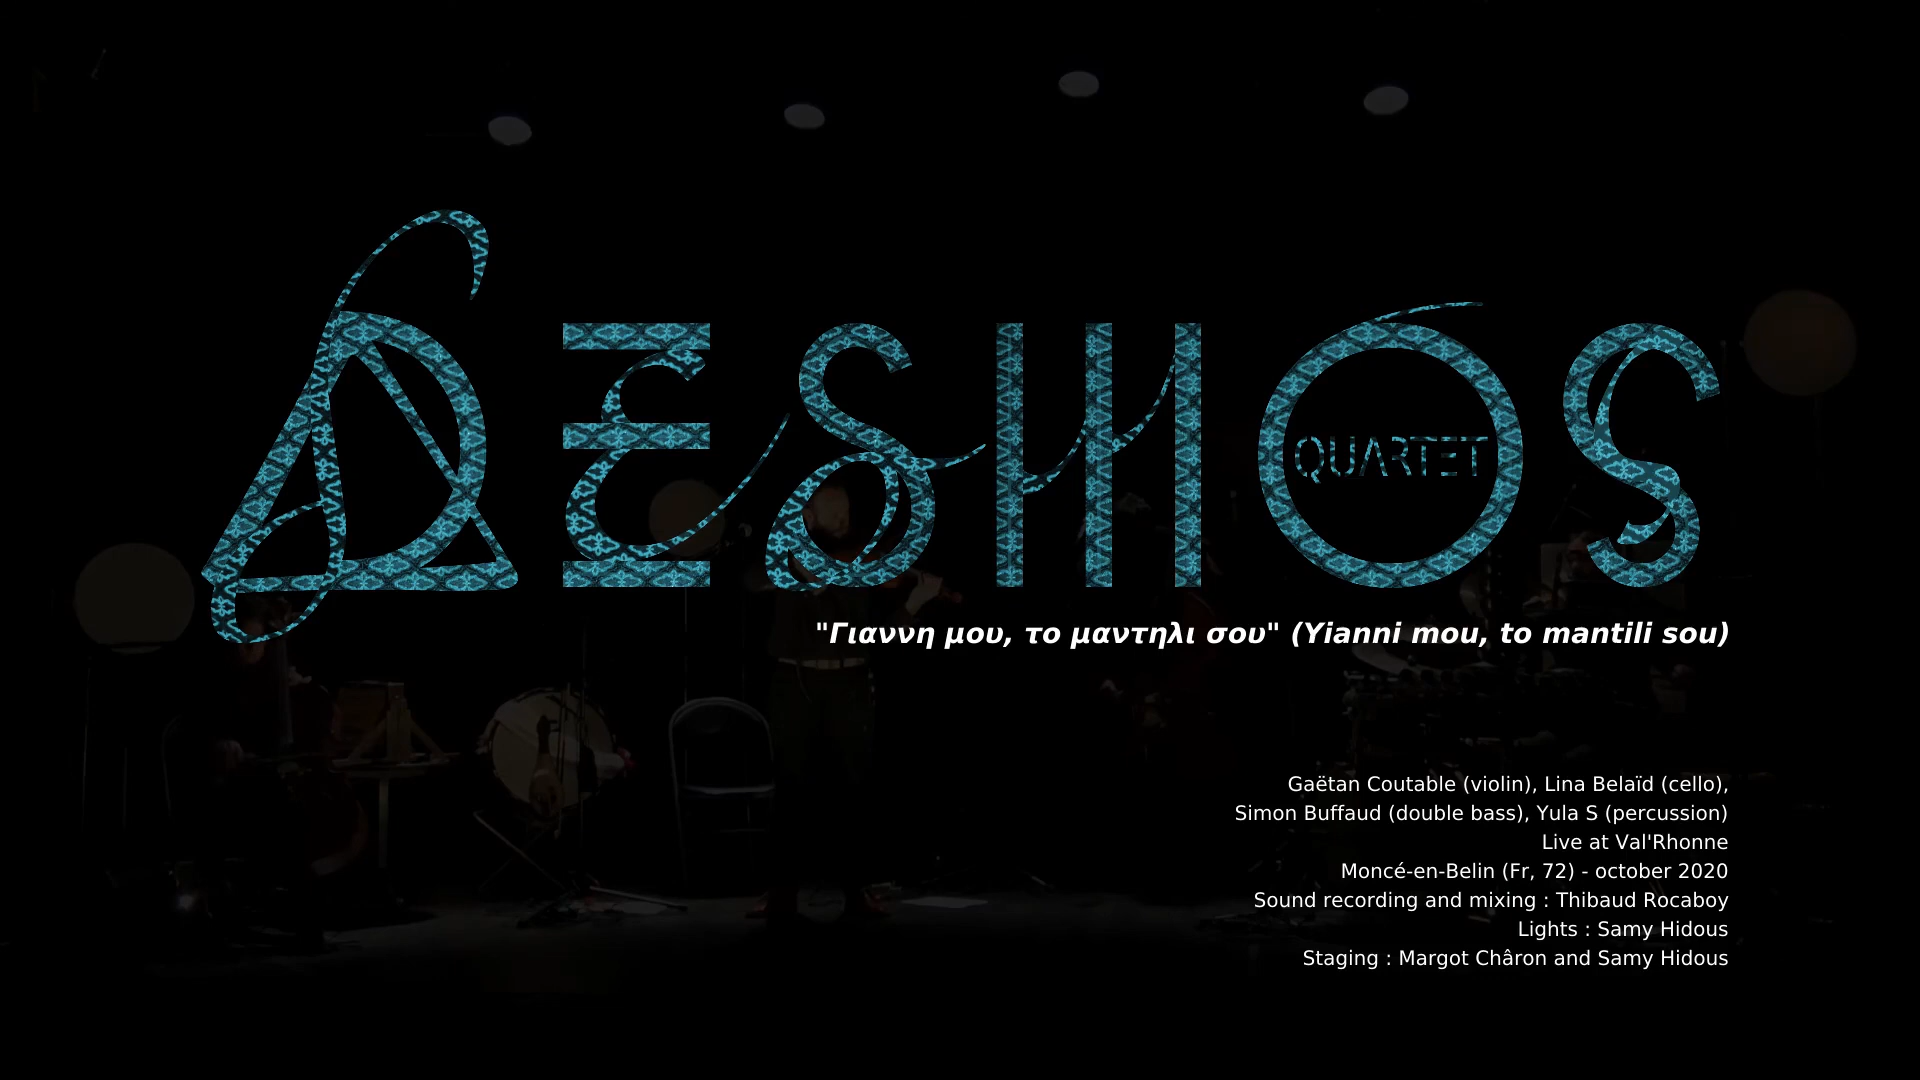 DESMOS
QUARTET
"Γιαννη μου, το μαντηλι σου" (Yianni mou, to mantili sou)
Gaëtan Coutable (violin), Lina Belaïd (cello),
Simon Buffaud (double bass), Yula S (percussion)
Live at Val'Rhonne
Moncé-en-Belin (Fr, 72) - october 2020
Sound recording and mixing : Thibaud Rocaboy
Lights : Samy Hidous
Staging : Margot Châron and Samy Hidous